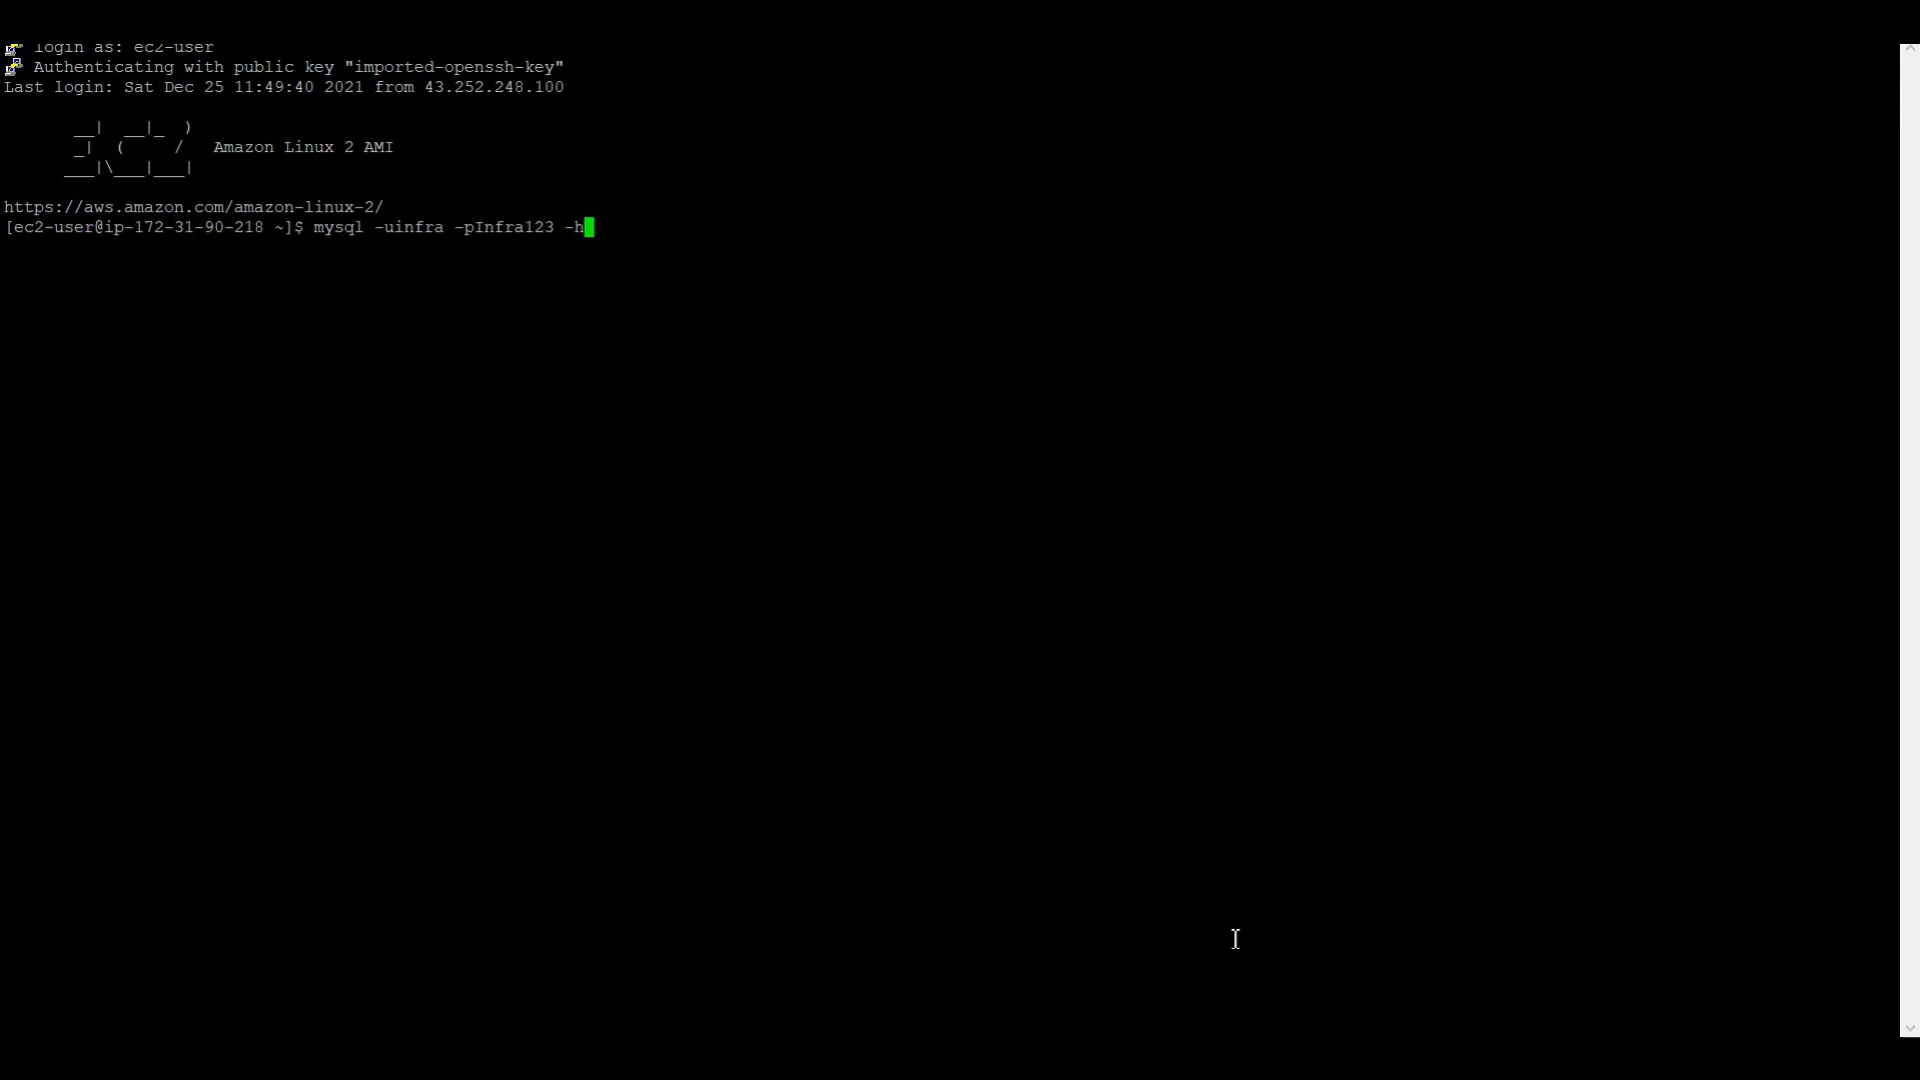 login as: ec2-user
Authenticating with public key "imported-openssh-key"
Last login: Sat Dec 25 11:49:40 2021 from 43.252.248.100
       __|  __|_  )
       _|  (     /   Amazon Linux 2 AMI
      ___|\___|___|
https://aws.amazon.com/amazon-linux-2/
[ec2-user@ip-172-31-90-218 ~]$ mysql -uinfra -pInfra123 -h